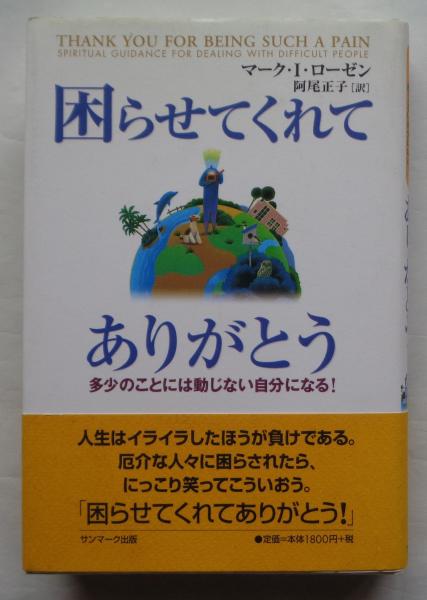 THANK YOU FOR BEING SUCH A PAIN
SPIRITUAL GUIDANCE FOR DEALING WITH DIFFICULT PEOPLE
マーク・I・ローゼン
阿尾正子[訳]
困らせてくれて
ありがとう
多少のことには動じない自分になる!
人生はイライラしたほうが負けである。
厄介な人々に困らされたら、
にっこり笑ってこういおう。
「困らせてくれてありがとう!」
サンマーク出版
●定価=本体1800円+税